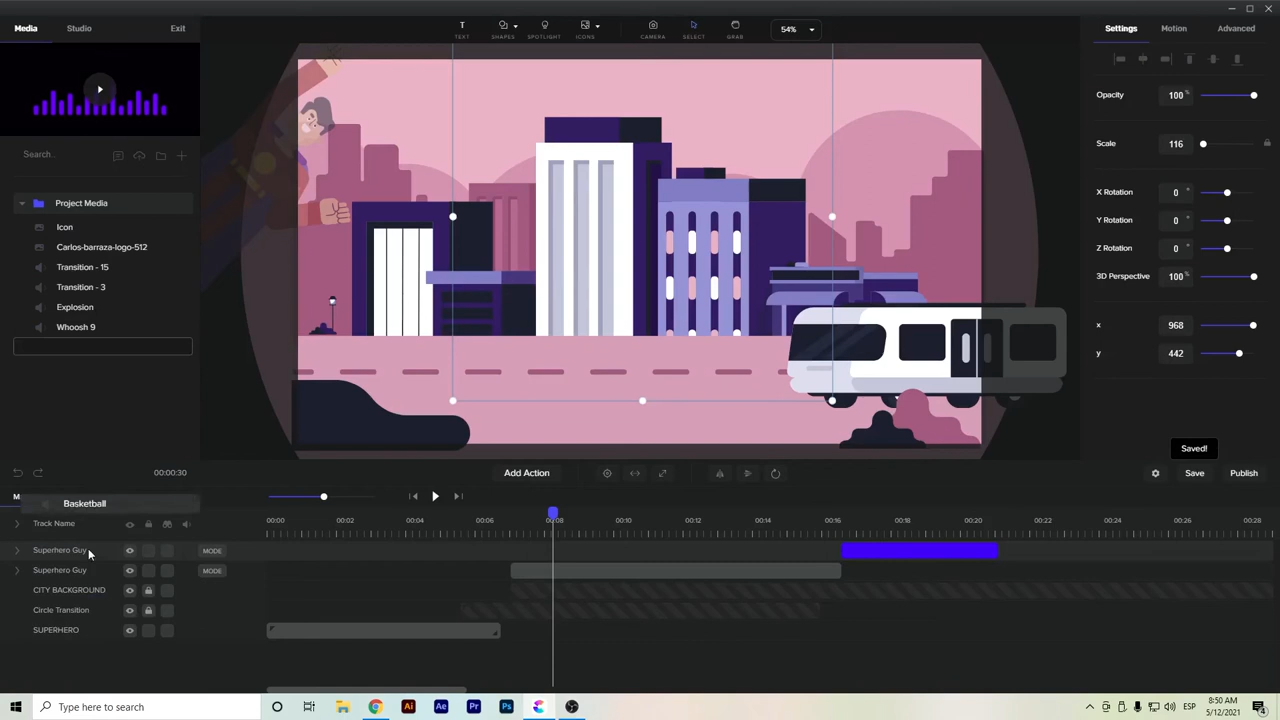 Media Studio Exit
TEXT SHAPES SPOTLIGHT ICONS CAMERA SELECT GRAB 54%
Settings Motion Advanced
Opacity 100 %
Search..
Scale 116
Project Media
X Rotation 0 °
Icon
Y Rotation 0 °
Carlos-barraza-logo-512
Z Rotation 0 °
Transition - 15
3D Perspective 100 %
Transition - 3
Explosion
x 968
Whoosh 9
y 442
Saved!
00:00:30 Add Action Save Publish
Basketball
Track Name 00:00 00:02 00:04 00:06 00:08 00:10 00:12 00:14 00:16 00:18 00:20 00:22 00:24 00:26 00:28
Superhero Guy MODE
Superhero Guy MODE
CITY BACKGROUND
Circle Transition
SUPERHERO
Type here to search
Ai Ae Pr Ps
ESP
8:50 AM
5/12/2021
4